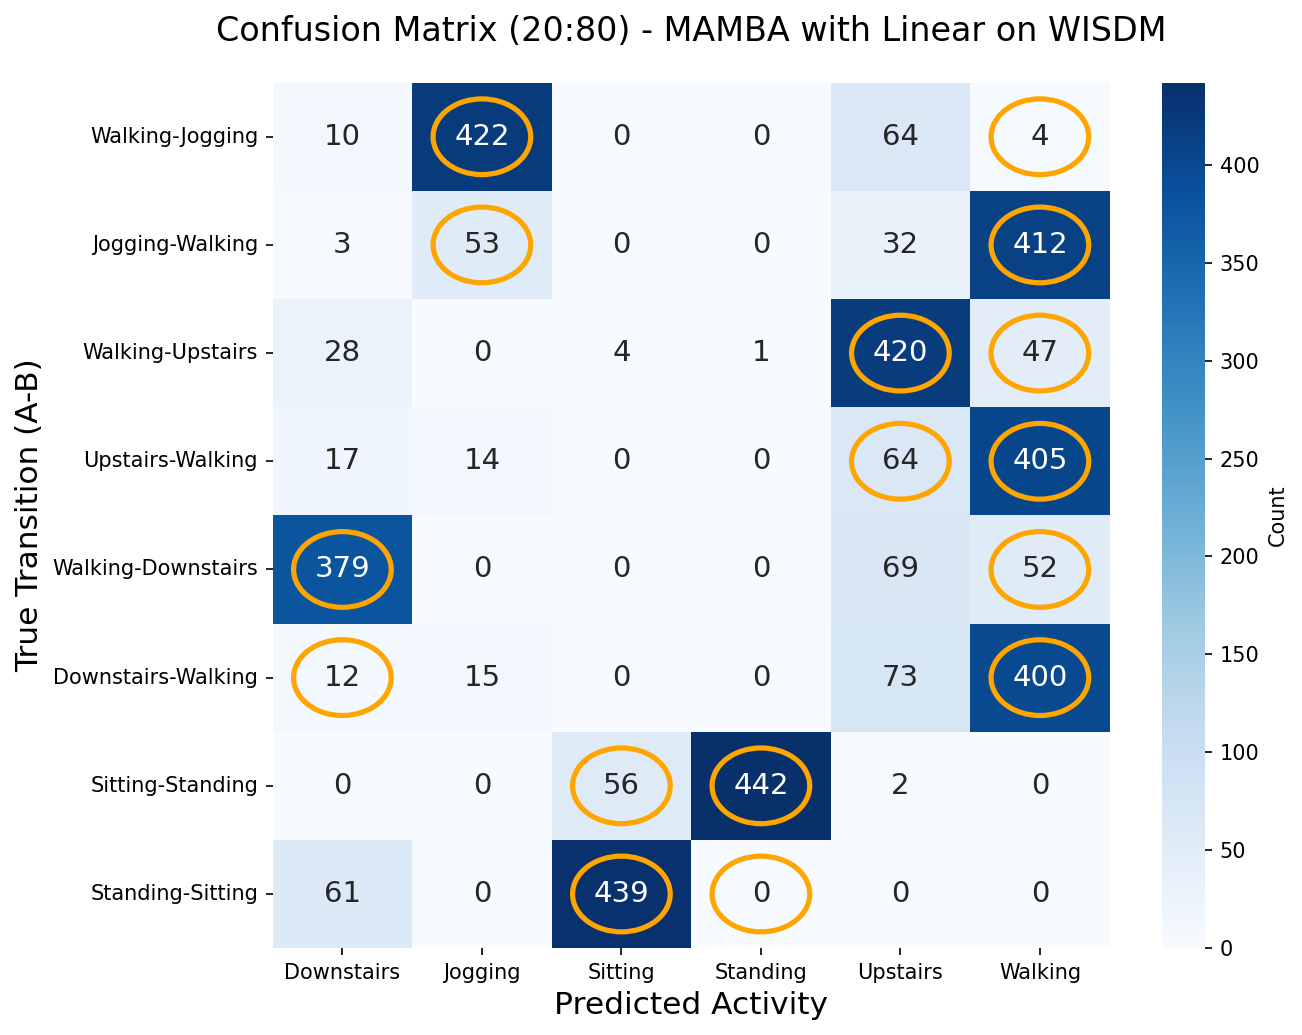 Confusion Matrix (20:80) - MAMBA with Linear on WISDM
True Transition (A-B)
Walking-Jogging 10 422 0 0 64 4
Jogging-Walking 3 53 0 0 32 412
Walking-Upstairs 28 0 4 1 420 47
Upstairs-Walking 17 14 0 0 64 405
Walking-Downstairs 379 0 0 0 69 52
Downstairs-Walking 12 15 0 0 73 400
Sitting-Standing 0 0 56 442 2 0
Standing-Sitting 61 0 439 0 0 0
Downstairs Jogging Sitting Standing Upstairs Walking
Predicted Activity
400
350
300
250
200
150
100
50
0
Count